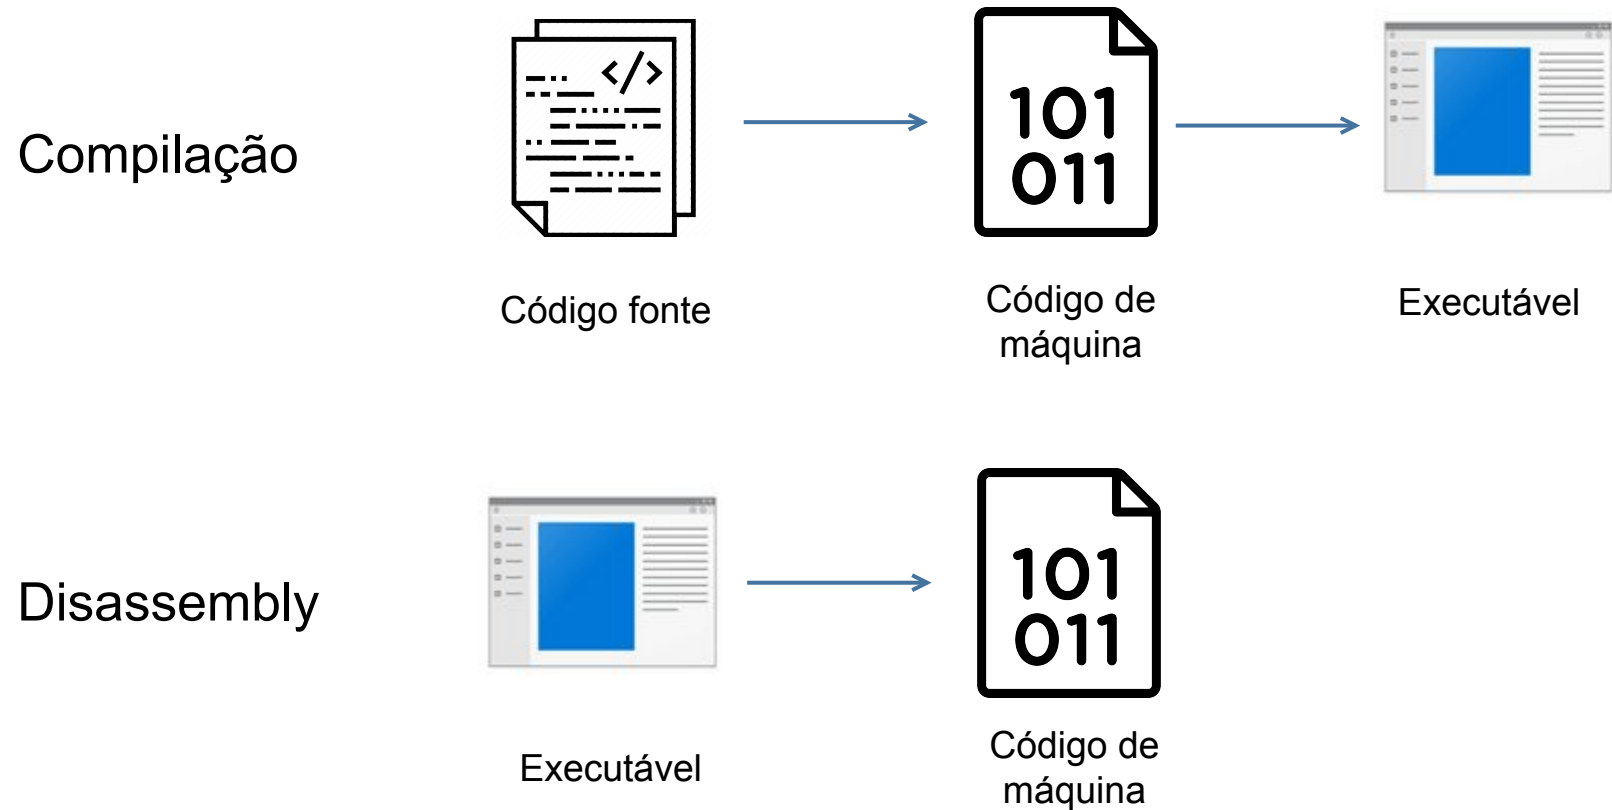 </>
101
011
Compilação
Código fonte
Código de
máquina
Executável
101
011
Disassembly
Executável
Código de
máquina